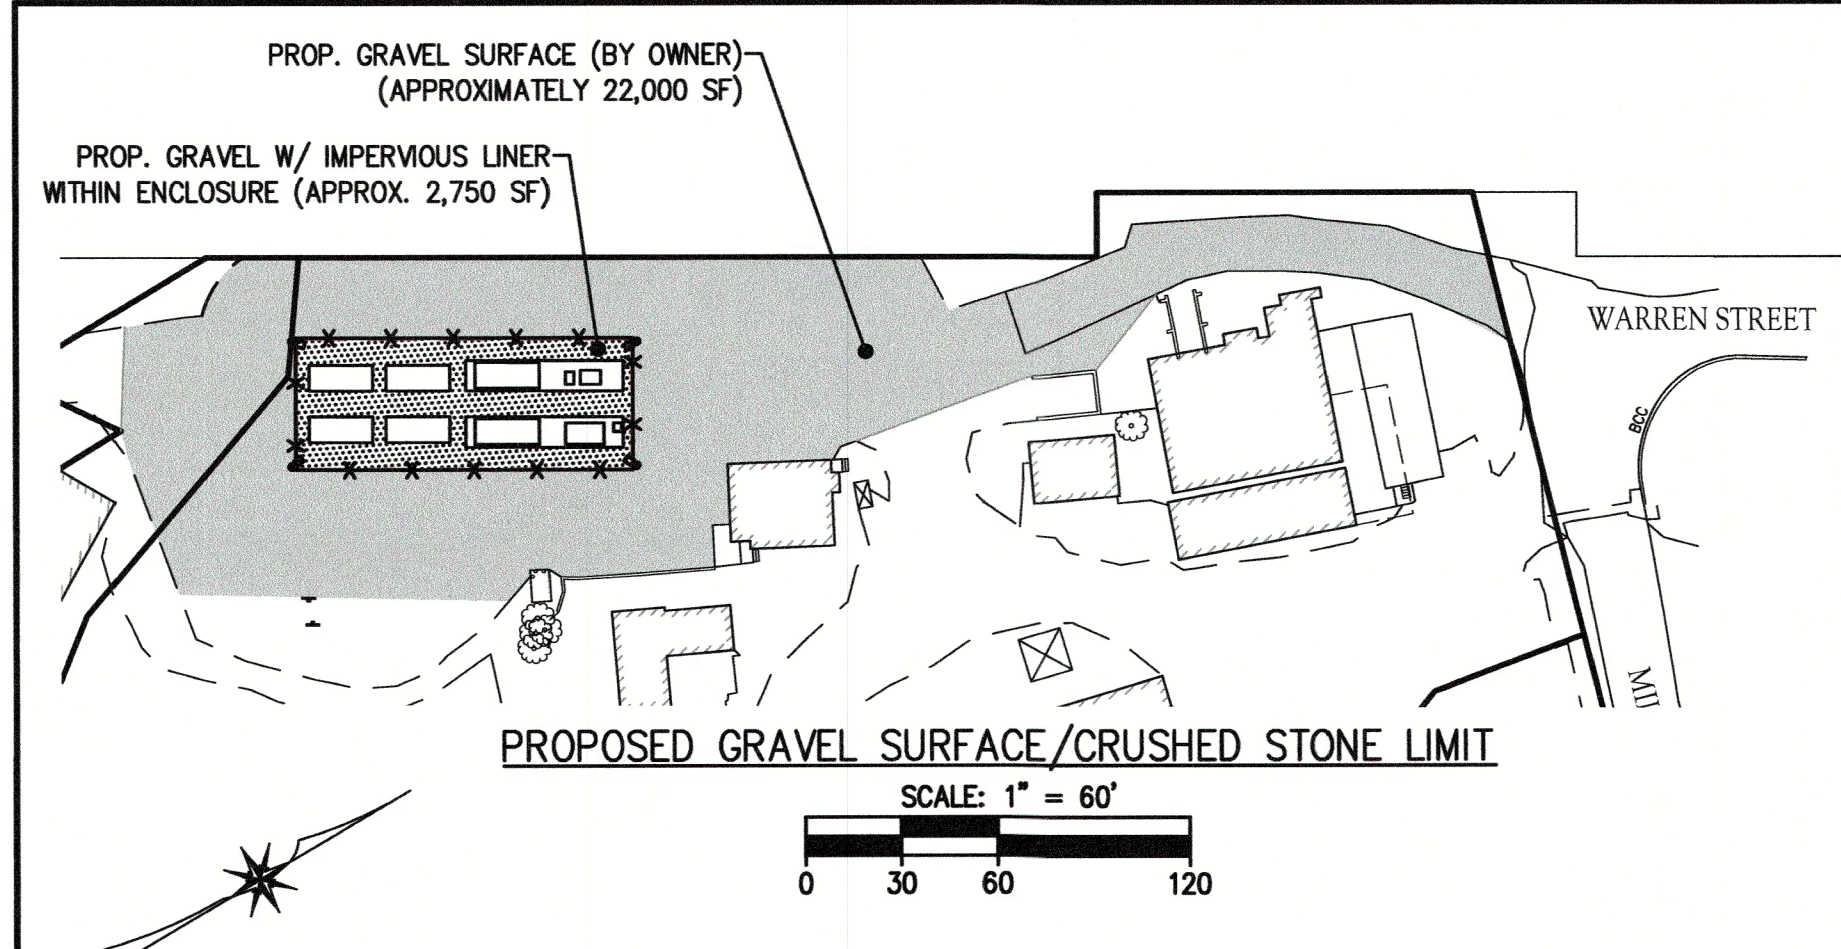 PROP. GRAVEL SURFACE (BY OWNER)
(APPROXIMATELY 22,000 SF)
PROP. GRAVEL W/ IMPERVIOUS LINER
WITHIN ENCLOSURE (APPROX. 2,750 SF)
WARREN STREET
BCC
PROPOSED GRAVEL SURFACE/CRUSHED STONE LIMIT
SCALE: 1" = 60'
0 30 60 120